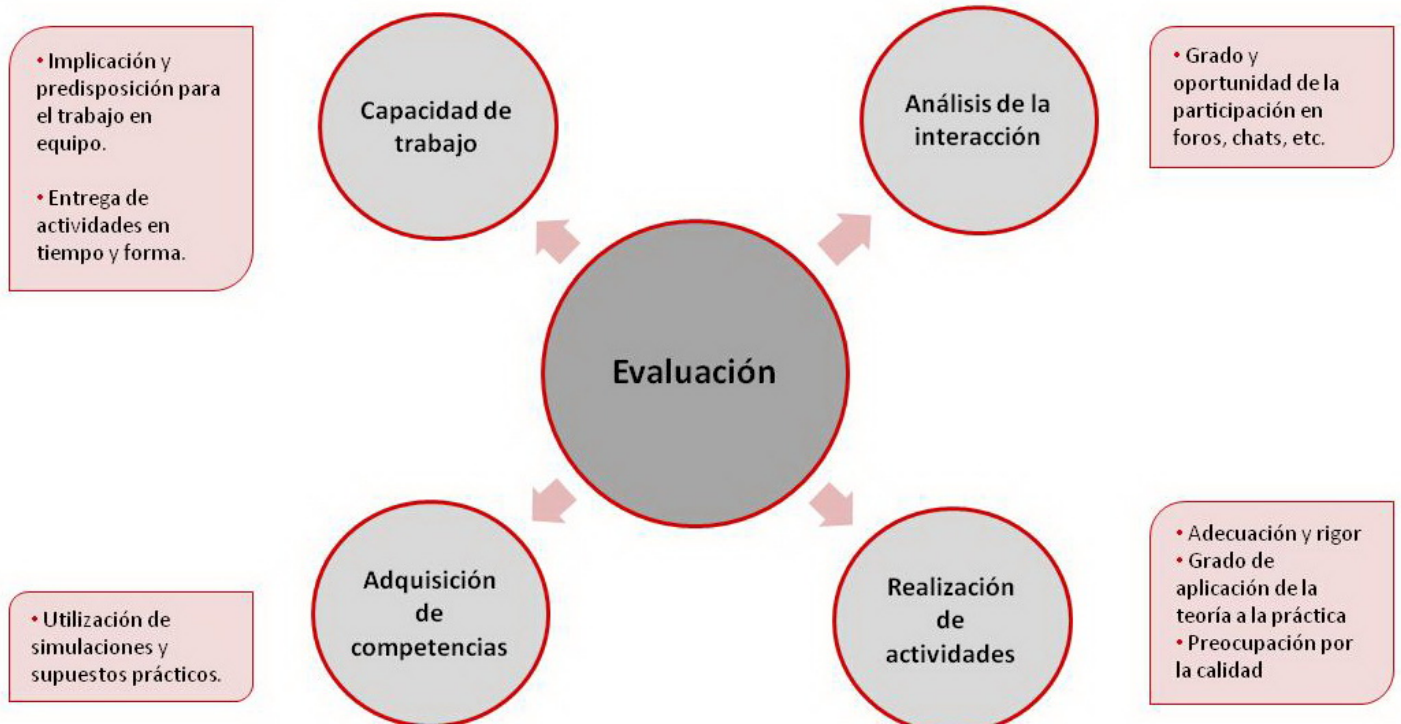 • Implicación y
predisposición para
el trabajo en
equipo.
• Entrega de
actividades en
tiempo y forma.
Capacidad de
trabajo
Análisis de la
interacción
• Grado y
oportunidad de la
participación en
foros, chats, etc.
Evaluación
• Utilización de
simulaciones y
supuestos prácticos.
Adquisición
de
competencias
Realización
de
actividades
• Adecuación y rigor
• Grado de
aplicación de la
teoría a la práctica
• Preocupación por
la calidad